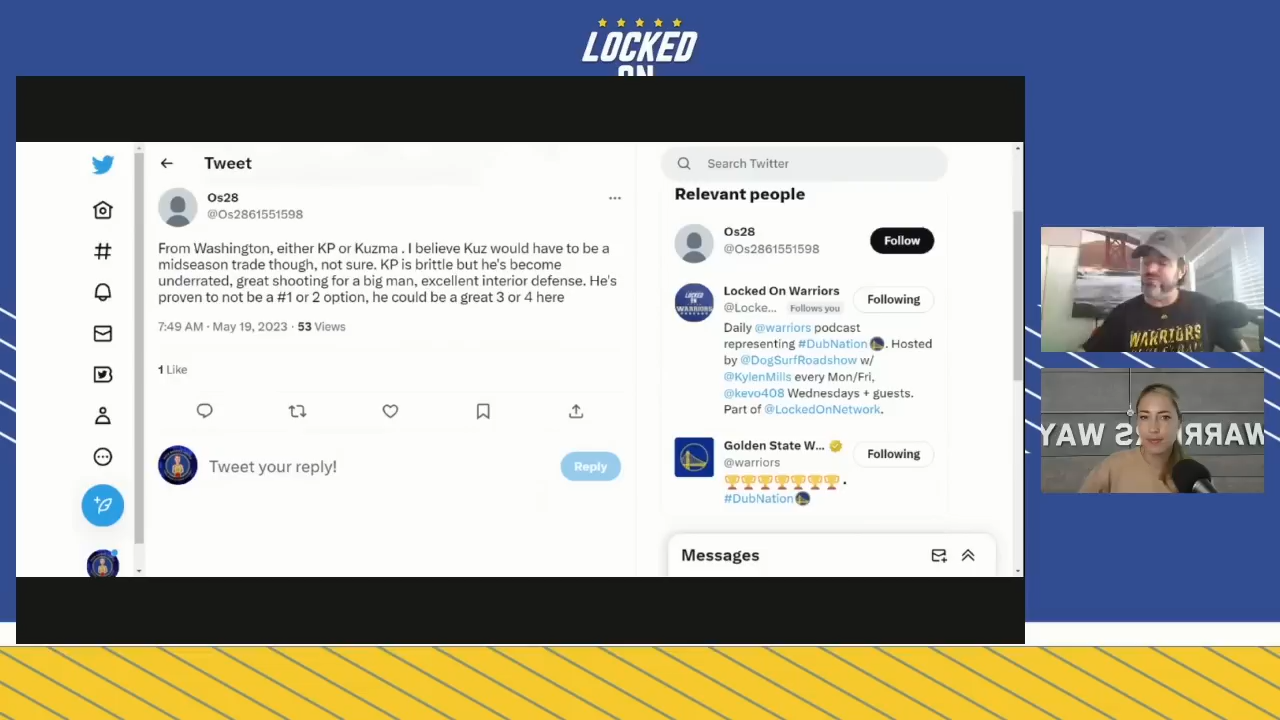 LOCKED
ON
Tweet
Os28
@Os2861551598
From Washington, either KP or Kuzma . I believe Kuz would have to be a
midseason trade though, not sure. KP is brittle but he's become
underrated, great shooting for a big man, excellent interior defense. He's
proven to not be a #1 or 2 option, he could be a great 3 or 4 here
7:49 AM · May 19, 2023 · 53 Views
1 Like
Tweet your reply!
Reply
Search Twitter
Relevant people
Os28
@Os2861551598
Follow
Locked On Warriors
@Locke... Follows you
Following
Daily @warriors podcast
representing #DubNation. Hosted
by @DogSurfRoadshow w/
@KylenMills every Mon/Fri,
@kevo408 Wednesdays + guests.
Part of @LockedOnNetwork.
Golden State W...
@warriors
Following
🏆🏆🏆🏆🏆🏆🏆 .
#DubNation
Messages
WARRIORS
WARRIORS WAY